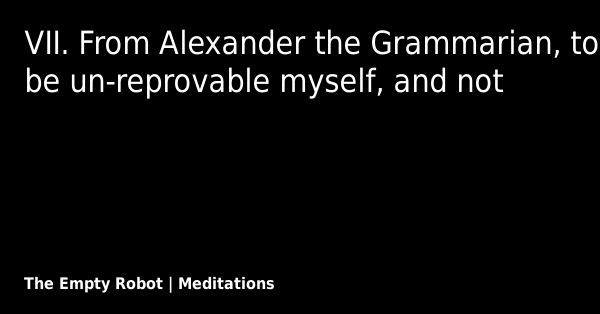 VII. From Alexander the Grammarian, to
be un-reprovable myself, and not
The Empty Robot | Meditations